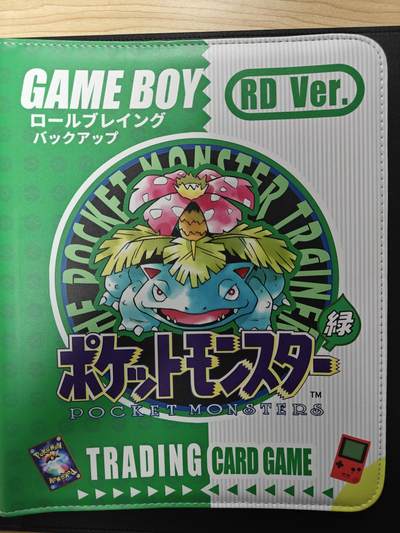 GAME BOY
RD Ver.
ロールブレイング
バックアップ
THE POCKET MONSTER TRAINER
緑
ポケットモンスター
TM
POCKET MONSTERS
TRADING CARD GAME